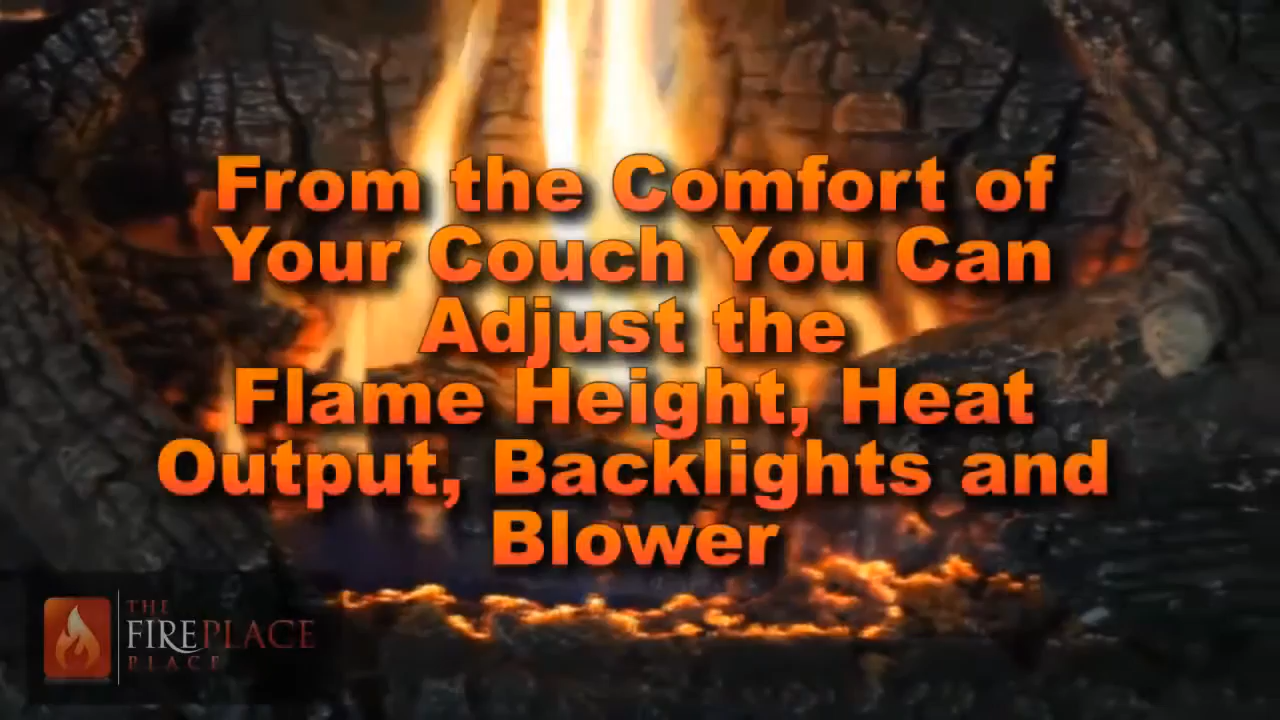 From the Comfort of
Your Couch You Can
Adjust the
Flame Height, Heat
Output, Backlights and
Blower
THE
FIREPLACE
PLACE